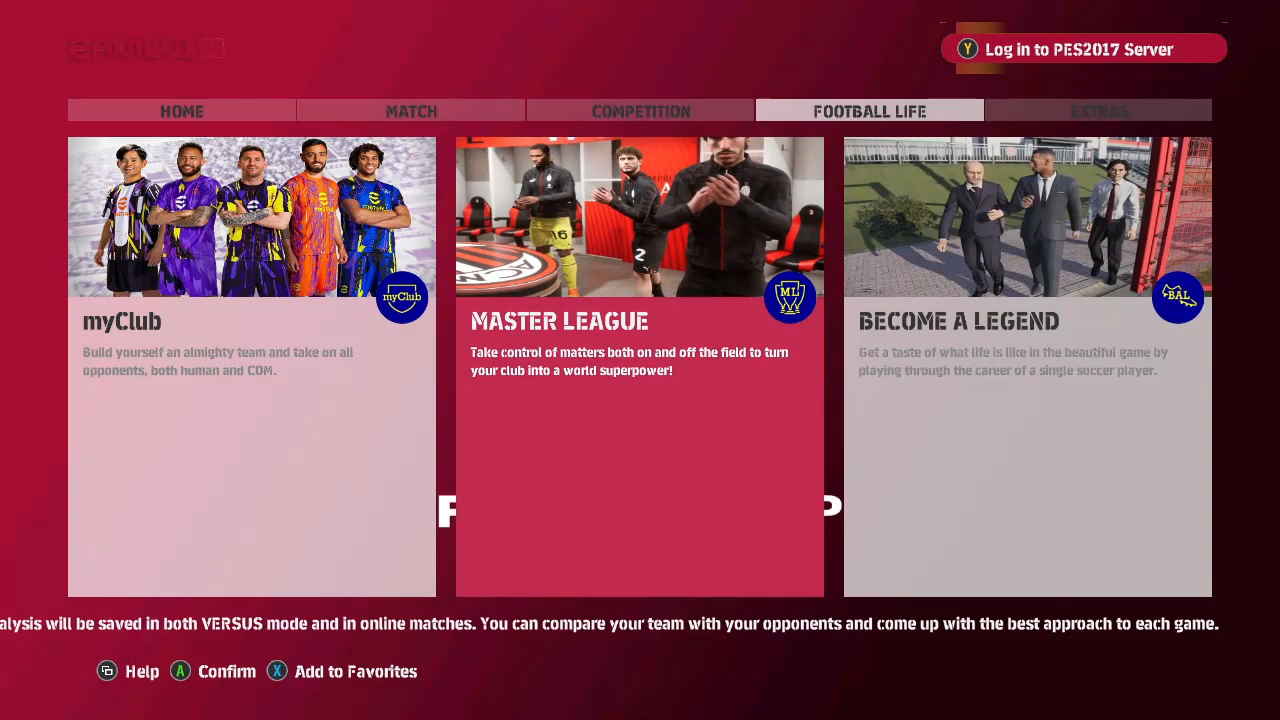 Y Log in to PES2017 Server
HOME MATCH COMPETITION FOOTBALL LIFE EXTRAS
myClub
myClub
Build yourself an almighty team and take on all
opponents, both human and COM.
ML
MASTER LEAGUE
Take control of matters both on and off the field to turn
your club into a world superpower!
BAL
BECOME A LEGEND
Get a taste of what life is like in the beautiful game by
playing through the career of a single soccer player.
alysis will be saved in both VERSUS mode and in online matches. You can compare your team with your opponents and come up with the best approach to each game.
Help A Confirm X Add to Favorites